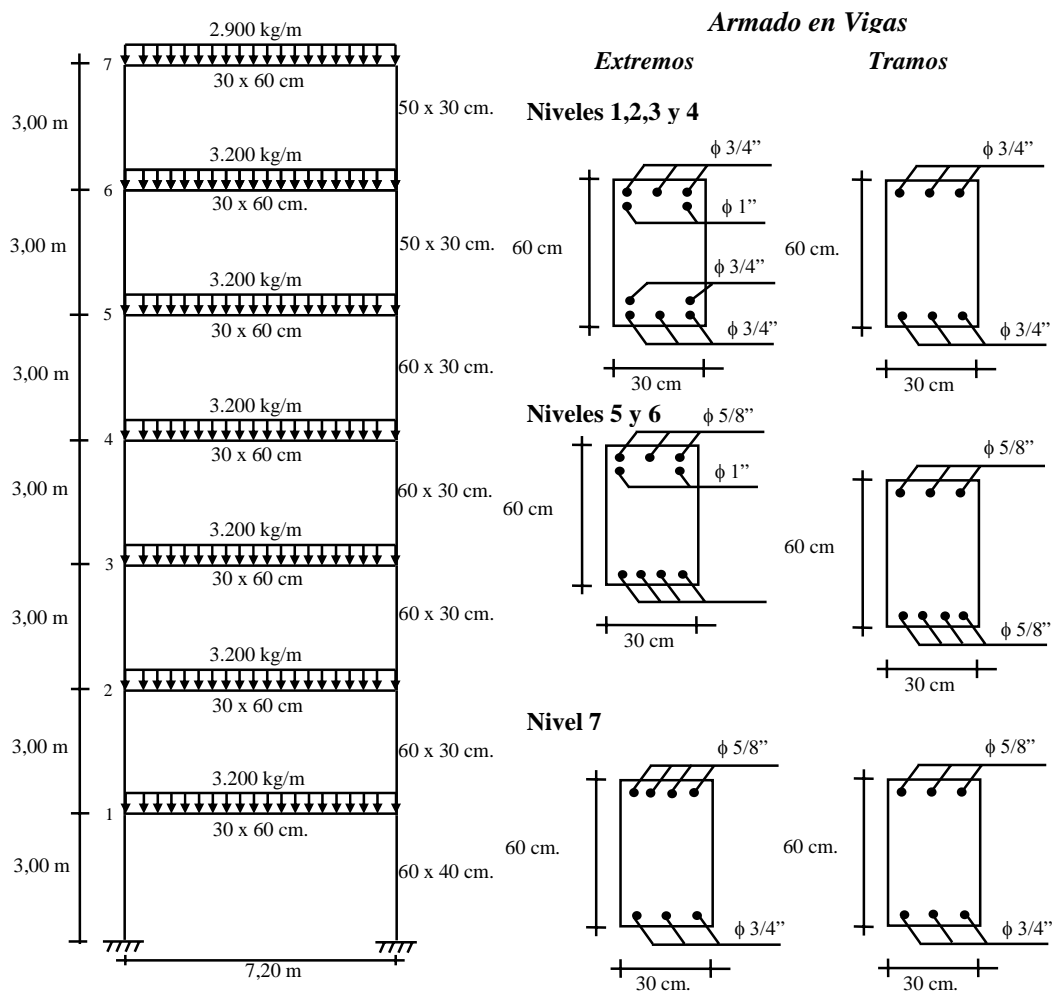 2.900 kg/m
7
30 x 60 cm
3,00 m
50 x 30 cm.
3.200 kg/m
6
30 x 60 cm.
3,00 m
50 x 30 cm.
3.200 kg/m
5
30 x 60 cm
3,00 m
60 x 30 cm.
3.200 kg/m
4
30 x 60 cm
3,00 m
60 x 30 cm.
3.200 kg/m
3
30 x 60 cm
3,00 m
60 x 30 cm.
3.200 kg/m
2
30 x 60 cm
3,00 m
60 x 30 cm.
3.200 kg/m
1
30 x 60 cm.
3,00 m
60 x 40 cm.
7,20 m
Armado en Vigas
Extremos
Tramos
Niveles 1,2,3 y 4
ϕ 3/4”
ϕ 1”
60 cm
ϕ 3/4”
ϕ 3/4”
30 cm
ϕ 3/4”
60 cm.
ϕ 3/4”
30 cm
Niveles 5 y 6
ϕ 5/8”
ϕ 1”
60 cm
30 cm
ϕ 5/8”
60 cm
ϕ 5/8”
30 cm
Nivel 7
ϕ 5/8”
60 cm.
ϕ 3/4”
30 cm.
ϕ 5/8”
60 cm.
ϕ 3/4”
30 cm.